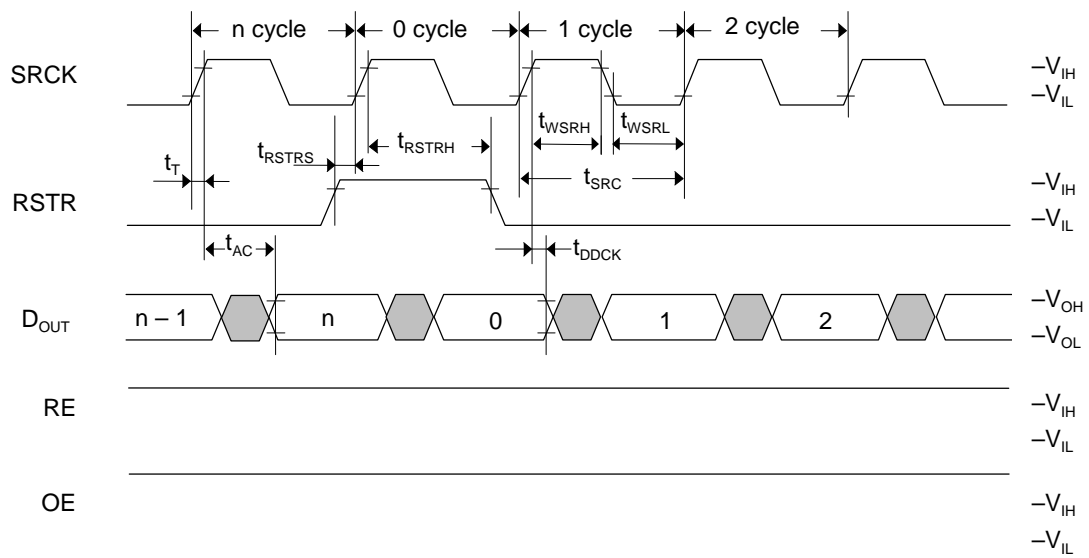 n cycle 0 cycle 1 cycle 2 cycle
SRCK
–VIH
–VIL
tWSRH tWSRL
tT tRSTRS tRSTRH
tSRC
RSTR
–VIH
–VIL
tAC tDDCK
DOUT n – 1 n 0 1 2
–VOH
–VOL
RE
–VIH
–VIL
OE
–VIH
–VIL